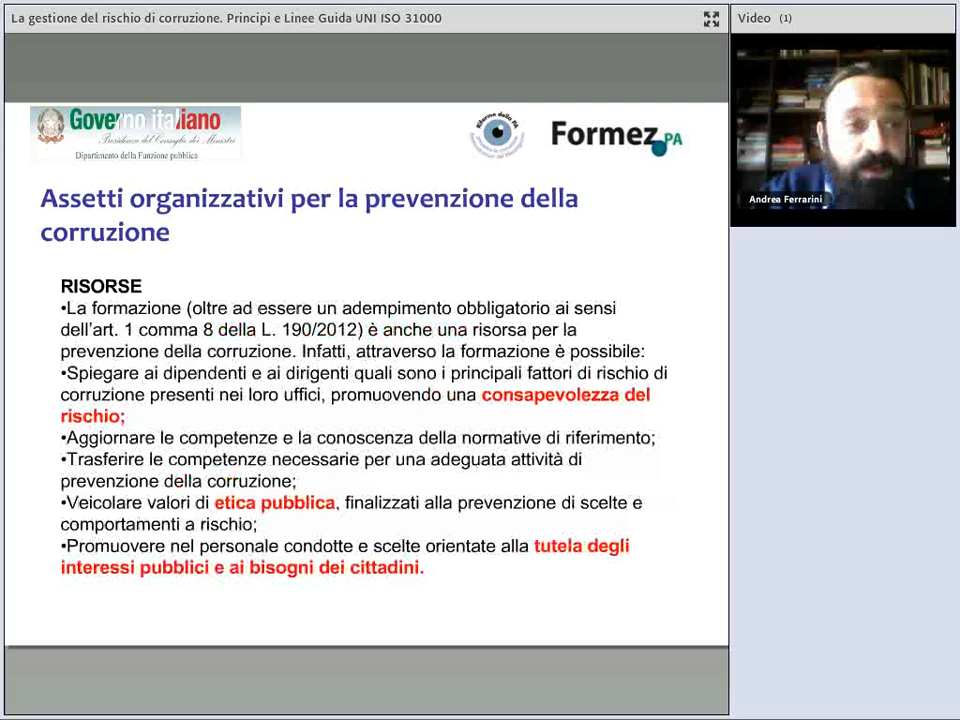 La gestione del rischio di corruzione. Principi e Linee Guida UNI ISO 31000
Video (1)
Governo italiano
Presidenza del Consiglio dei Ministri
Dipartimento della Funzione pubblica
Riforma della PA
Formez PA
Andrea Ferrarini
Assetti organizzativi per la prevenzione della
corruzione
RISORSE
•La formazione (oltre ad essere un adempimento obbligatorio ai sensi
dell'art. 1 comma 8 della L. 190/2012) è anche una risorsa per la
prevenzione della corruzione. Infatti, attraverso la formazione è possibile:
•Spiegare ai dipendenti e ai dirigenti quali sono i principali fattori di rischio di
corruzione presenti nei loro uffici, promuovendo una consapevolezza del
rischio;
•Aggiornare le competenze e la conoscenza della normative di riferimento;
•Trasferire le competenze necessarie per una adeguata attività di
prevenzione della corruzione;
•Veicolare valori di etica pubblica, finalizzati alla prevenzione di scelte e
comportamenti a rischio;
•Promuovere nel personale condotte e scelte orientate alla tutela degli
interessi pubblici e ai bisogni dei cittadini.